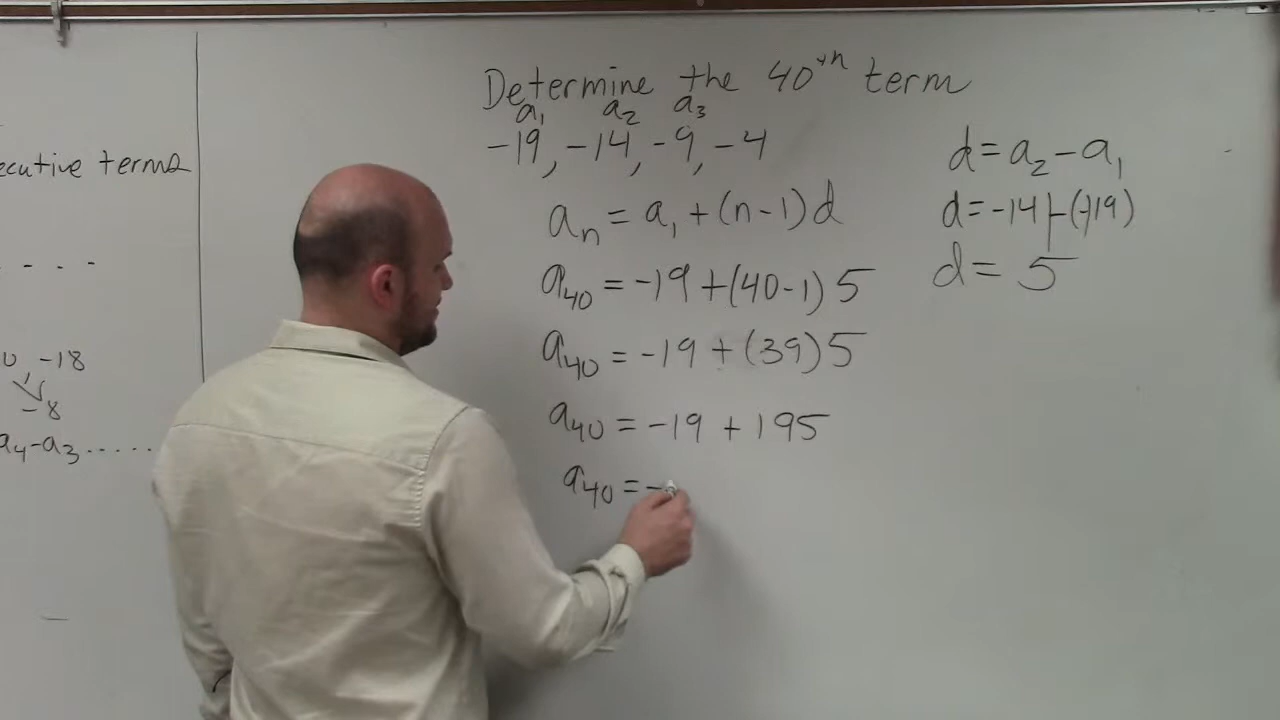 ecutive terms
- - - -
0, -18
-8
a₄-a₃.....
Determine the 40ᵗʰ term
a₁ a₂ a₃
-19, -14, -9, -4
aₙ = a₁ + (n-1)d
a₄₀ = -19 + (40-1) 5
a₄₀ = -19 + (39) 5
a₄₀ = -19 + 195
a₄₀ = -
d = a₂ - a₁
d = -14 - (-19)
d = 5